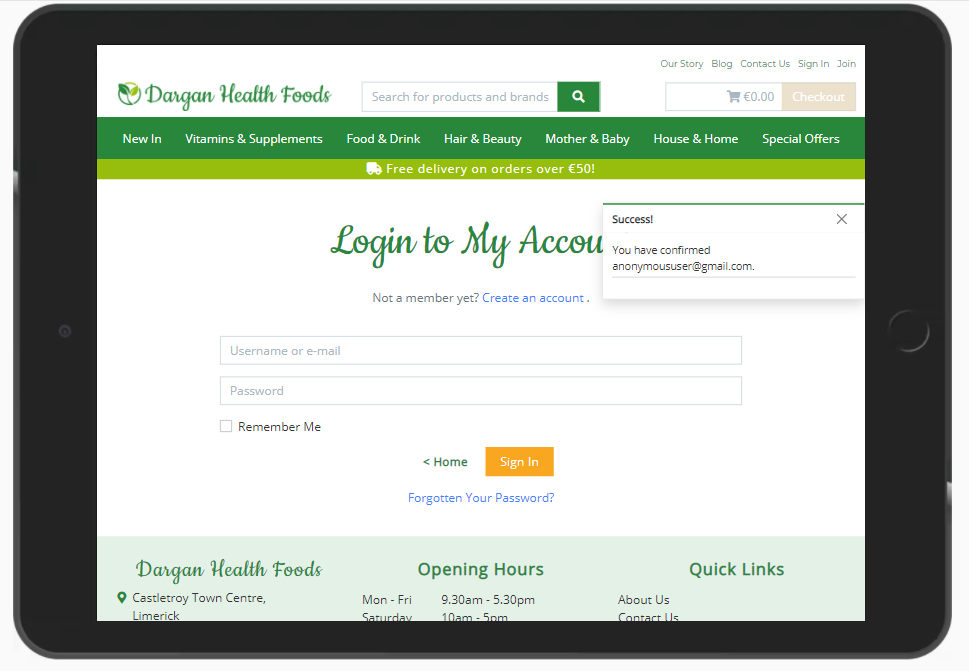 Our Story Blog Contact Us Sign In Join
Dargan Health Foods
Search for products and brands
€0.00
Checkout
New In Vitamins & Supplements Food & Drink Hair & Beauty Mother & Baby House & Home Special Offers
Free delivery on orders over €50!
Login to My Accou
Success!
You have confirmed
anonymoususer@gmail.com.
Not a member yet? Create an account .
Username or e-mail
Password
Remember Me
< Home Sign In
Forgotten Your Password?
Dargan Health Foods
Castletroy Town Centre,
Limerick
Opening Hours
Mon - Fri 9.30am - 5.30pm
Saturday 10am - 5pm
Quick Links
About Us
Contact Us